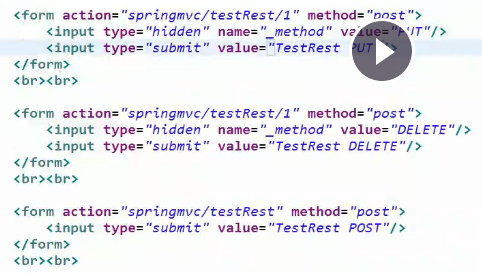 <form action="springmvc/testRest/1" method="post">
<input type="hidden" name="_method" value="PUT"/>
<input type="submit" value="TestRest PUT">
</form>
<br><br>
<form action="springmvc/testRest/1" method="post">
<input type="hidden" name="_method" value="DELETE"/>
<input type="submit" value="TestRest DELETE"/>
</form>
<br><br>
<form action="springmvc/testRest" method="post">
<input type="submit" value="TestRest POST"/>
</form>
<br><br>